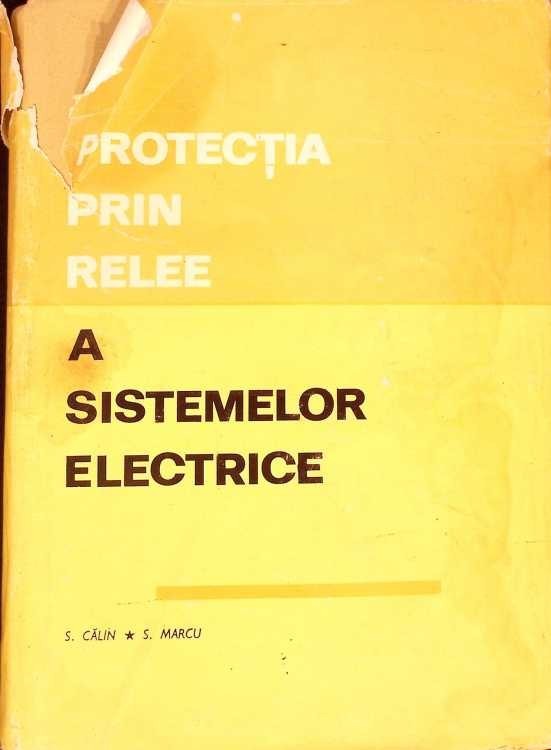 PROTECȚIA
PRIN
RELEE
A
SISTEMELOR
ELECTRICE
S. CĂLIN ★ S. MARCU